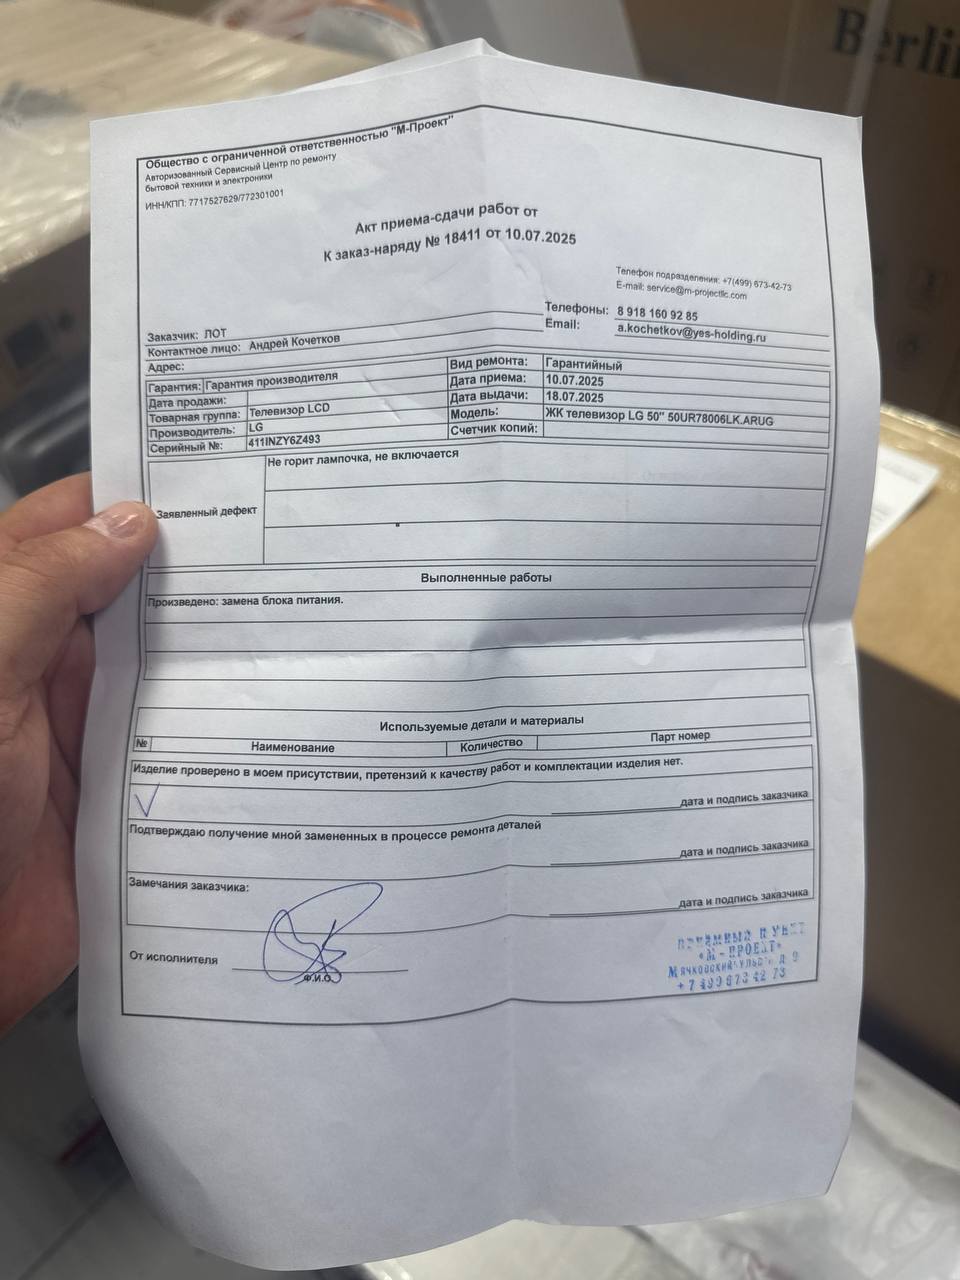 Berlin
Общество с ограниченной ответственностью "М-Проект"
Авторизованный Сервисный Центр по ремонту
бытовой техники и электроники
ИНН/КПП: 7717527629/772301001
Акт приема-сдачи работ от
К заказ-наряду № 18411 от 10.07.2025
Телефон подразделения: +7(499) 673-42-73
E-mail: service@m-projectllc.com
Заказчик: ЛОТ
Телефоны: 8 918 160 92 85
Контактное лицо: Андрей Кочетков
Email: a.kochetkov@yes-holding.ru
Адрес:
Гарантия: Гарантия производителя
Вид ремонта: Гарантийный
Дата продажи:
Дата приема: 10.07.2025
Товарная группа: Телевизор LCD
Дата выдачи: 18.07.2025
Производитель: LG
Модель: ЖК телевизор LG 50" 50UR78006LK.ARUG
Серийный №: 411INZY6Z493
Счетчик копий:
Заявленный дефект
Не горит лампочка, не включается
Выполненные работы
Произведено: замена блока питания.
Используемые детали и материалы
№ Наименование Количество Парт номер
Изделие проверено в моем присутствии, претензий к качеству работ и комплектации изделия нет.
дата и подпись заказчика
Подтверждаю получение мной замененных в процессе ремонта деталей
дата и подпись заказчика
Замечания заказчика:
дата и подпись заказчика
От исполнителя
Ф.И.О.
ПРИЕМНЫЙ ПУНКТ
«М-ПРОЕКТ»
+7 499 673 42 73